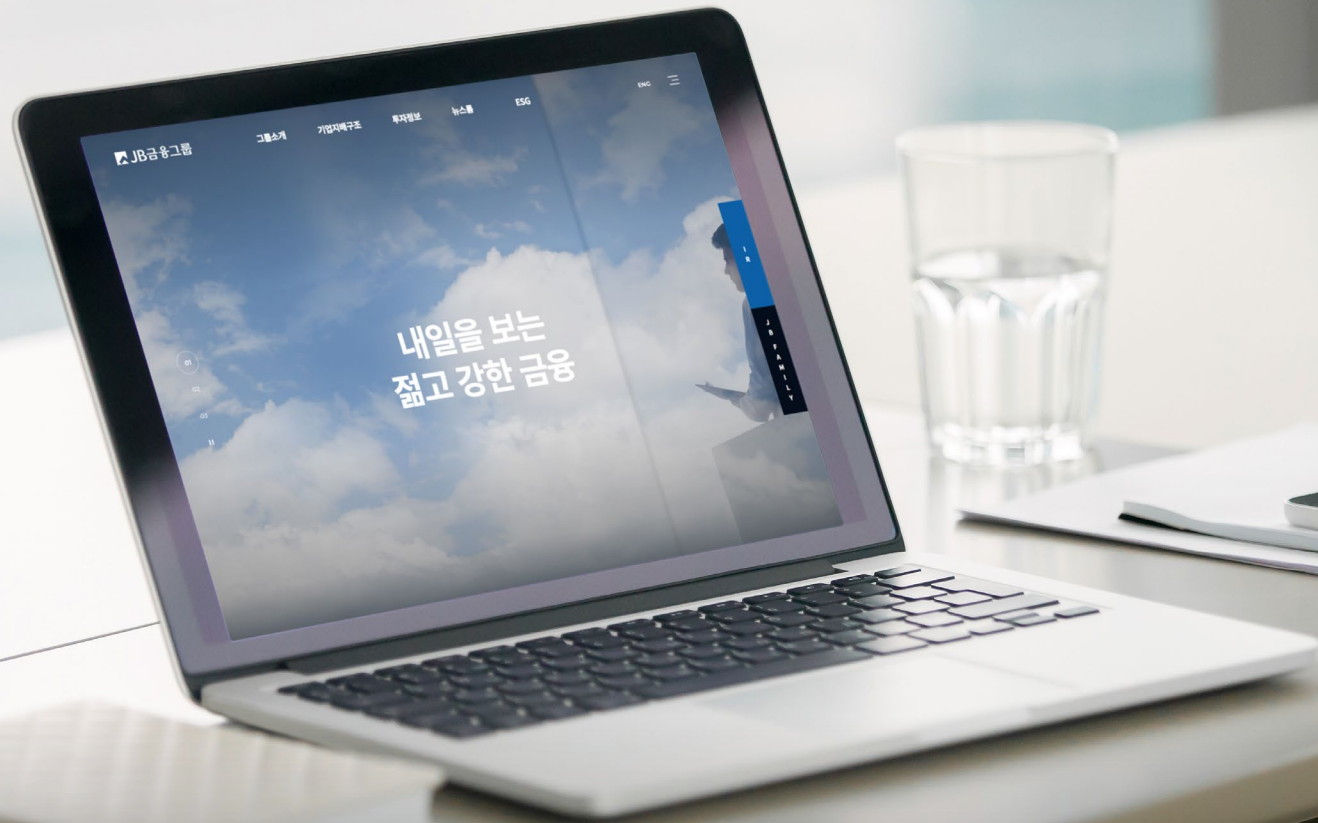 JB금융그룹
그룹소개
기업지배구조
투자정보
뉴스룸
ESG
ENG
내일을 보는
젊고 강한 금융
01
02
03
IR
JB FAMILY